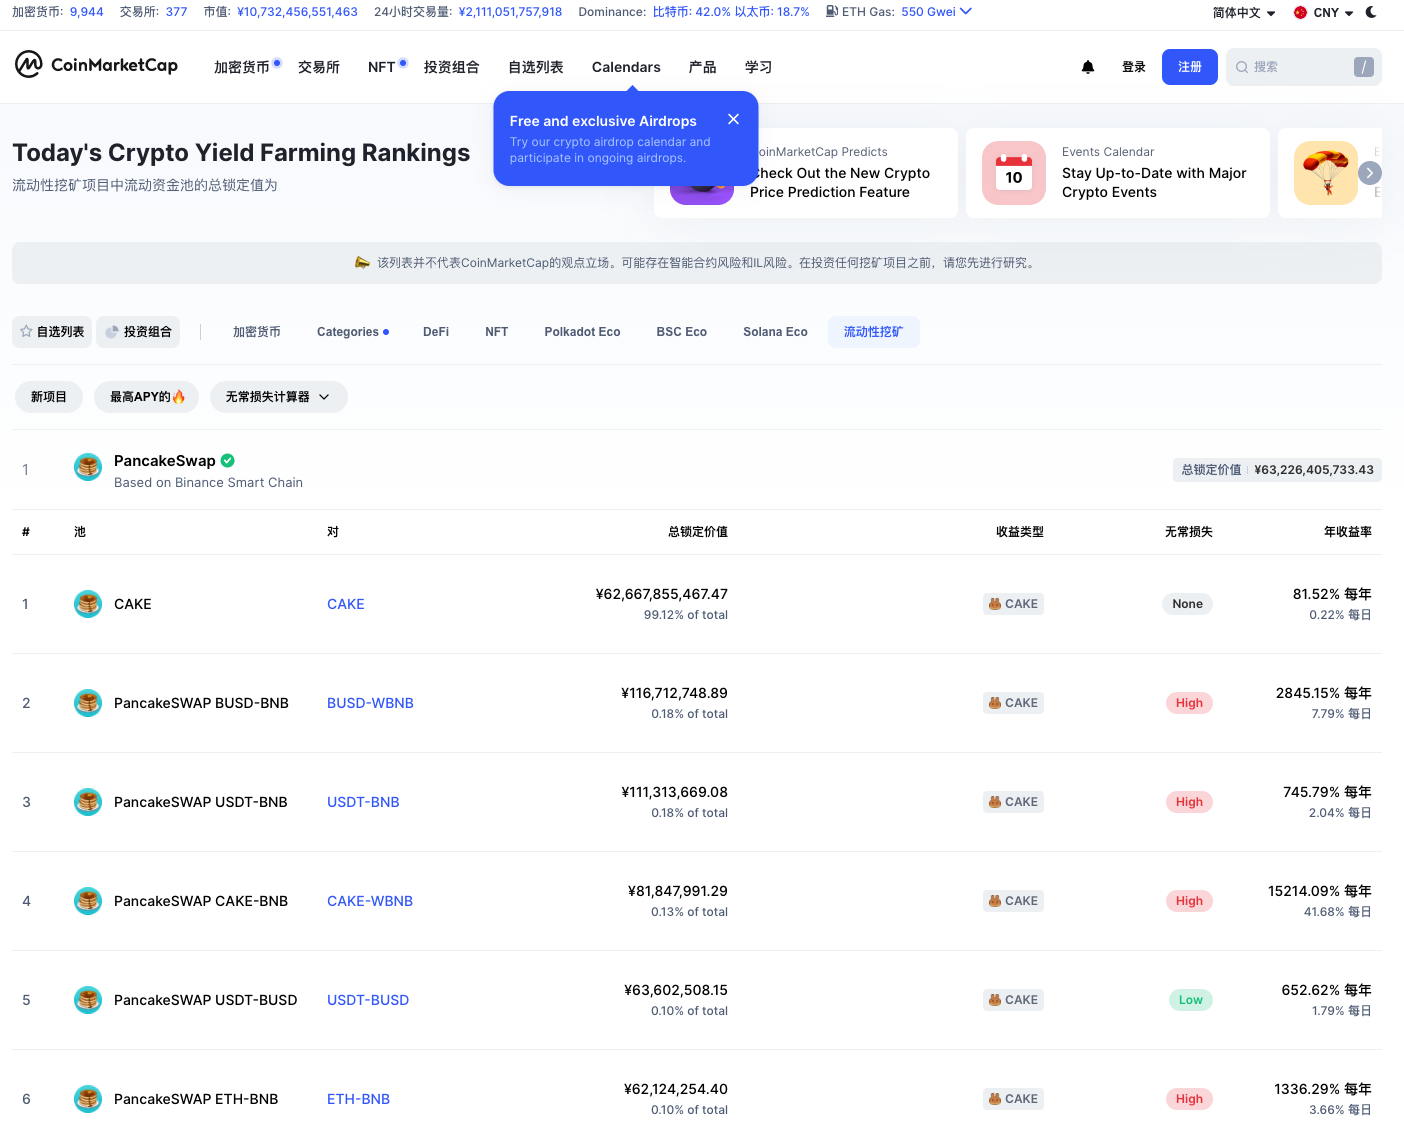 加密货币: 9,944 交易所: 377 市值: ¥10,732,456,551,463 24小时交易量: ¥2,111,051,757,918 Dominance: 比特币: 42.0% 以太币: 18.7% ETH Gas: 550 Gwei 简体中文 CNY
CoinMarketCap 加密货币 交易所 NFT 投资组合 自选列表 Calendars 产品 学习 登录 注册 搜索 /
Free and exclusive Airdrops
Try our crypto airdrop calendar and
participate in ongoing airdrops.
Today's Crypto Yield Farming Rankings
流动性挖矿项目中流动资金池的总锁定值为
oinMarketCap Predicts
Check Out the New Crypto
Price Prediction Feature
10
Events Calendar
Stay Up-to-Date with Major
Crypto Events
该列表并不代表CoinMarketCap的观点立场。可能存在智能合约风险和IL风险。在投资任何挖矿项目之前，请您先进行研究。
自选列表 投资组合 加密货币 Categories DeFi NFT Polkadot Eco BSC Eco Solana Eco 流动性挖矿
新项目 最高APY的🔥 无常损失计算器
1 PancakeSwap
Based on Binance Smart Chain
总锁定价值 ¥63,226,405,733.43
# 池 对 总锁定价值 收益类型 无常损失 年收益率
1 CAKE CAKE ¥62,667,855,467.47 CAKE None 81.52% 每年
99.12% of total 0.22% 每日
2 PancakeSWAP BUSD-BNB BUSD-WBNB ¥116,712,748.89 CAKE High 2845.15% 每年
0.18% of total 7.79% 每日
3 PancakeSWAP USDT-BNB USDT-BNB ¥111,313,669.08 CAKE High 745.79% 每年
0.18% of total 2.04% 每日
4 PancakeSWAP CAKE-BNB CAKE-WBNB ¥81,847,991.29 CAKE High 15214.09% 每年
0.13% of total 41.68% 每日
5 PancakeSWAP USDT-BUSD USDT-BUSD ¥63,602,508.15 CAKE Low 652.62% 每年
0.10% of total 1.79% 每日
6 PancakeSWAP ETH-BNB ETH-BNB ¥62,124,254.40 CAKE High 1336.29% 每年
0.10% of total 3.66% 每日